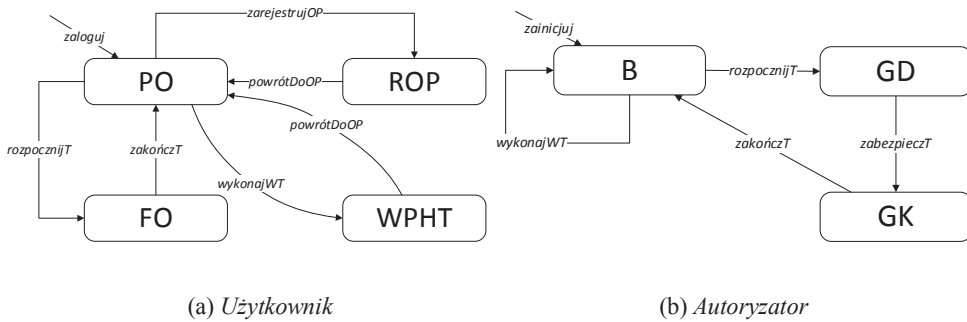 zaloguj
zarejestrujOP
PO
powrótDoOP
ROP
powrótDoOP
rozpocznijT
zakończT
wykonajWT
FO
WPHT
(a) Użytkownik
zainicjuj
B
rozpocznijT
GD
wykonajWT
zakończT
zabezpieczT
GK
(b) Autoryzator